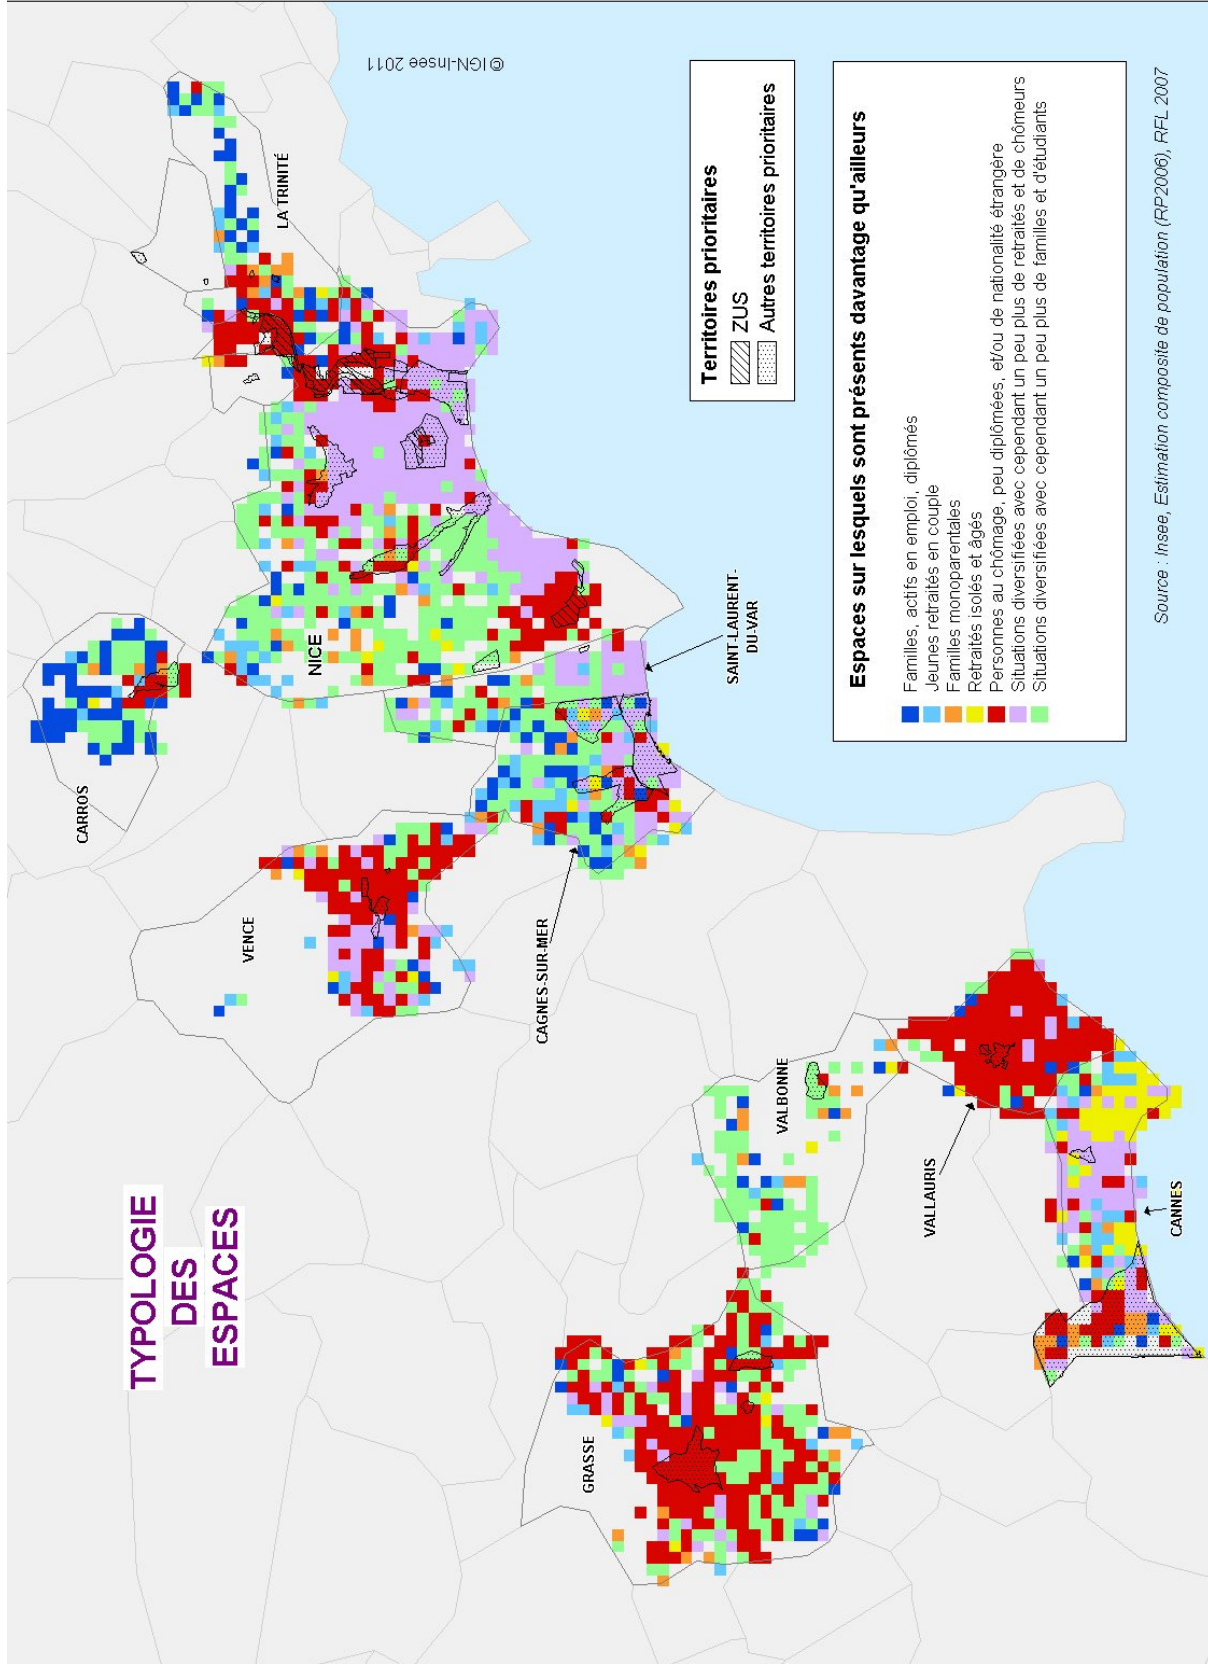 TYPOLOGIE
DES
ESPACES
CARROS
LA TRINITÉ
NICE
VENCE
CAGNES-SUR-MER
SAINT-LAURENT-
DU-VAR
GRASSE
VALBONNE
VALLAURIS
CANNES
©IGN-Insee 2011
Territoires prioritaires
ZUS
Autres territoires prioritaires
Espaces sur lesquels sont présents davantage qu'ailleurs
Familles, actifs en emploi, diplômés
Jeunes retraités en couple
Familles monoparentales
Retraités isolés et âgés
Personnes au chômage, peu diplômées, et/ou de nationalité étrangère
Situations diversifiées avec cependant un peu plus de retraités et de chômeurs
Situations diversifiées avec cependant un peu plus de familles et d'étudiants
Source : Insee, Estimation composite de population (RP2006), RFL 2007